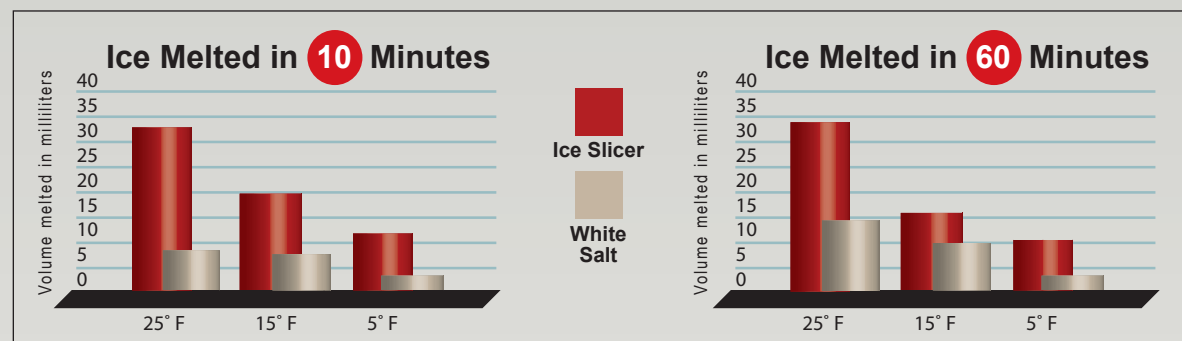 Ice Melted in 10 Minutes
Volume melted in milliliters
40
35
30
25
20
15
10
5
0
25° F 15° F 5° F
Ice Slicer
White
Salt
Ice Melted in 60 Minutes
Volume melted in milliliters
40
35
30
25
20
15
10
5
0
25° F 15° F 5° F